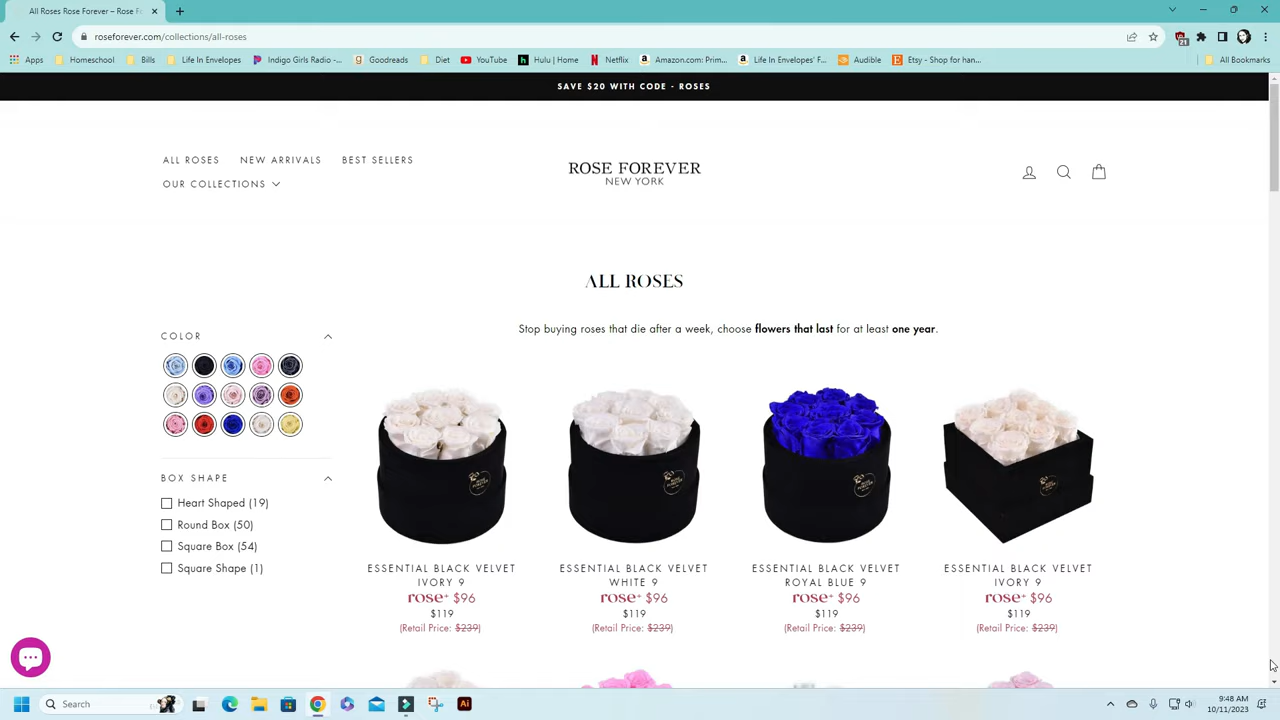 All Roses Rose Forever – Rose Fo
roseforever.com/collections/all-roses
Apps Homeschool Bills Life In Envelopes Indigo Girls Radio -... Goodreads Diet YouTube Hulu | Home Netflix Amazon.com: Prim... Life In Envelopes' F... Audible Etsy - Shop for han... All Bookmarks
SAVE $20 WITH CODE - ROSES
ALL ROSES NEW ARRIVALS BEST SELLERS
OUR COLLECTIONS
ROSE FOREVER
NEW YORK
ALL ROSES
Stop buying roses that die after a week, choose flowers that last for at least one year.
COLOR
BOX SHAPE
Heart Shaped (19)
Round Box (50)
Square Box (54)
Square Shape (1)
ESSENTIAL BLACK VELVET
IVORY 9
rose+ $96
$119
(Retail Price: $239)
ESSENTIAL BLACK VELVET
WHITE 9
rose+ $96
$119
(Retail Price: $239)
ESSENTIAL BLACK VELVET
ROYAL BLUE 9
rose+ $96
$119
(Retail Price: $239)
ESSENTIAL BLACK VELVET
IVORY 9
rose+ $96
$119
(Retail Price: $239)
Search
Ai
9:48 AM
10/11/2023